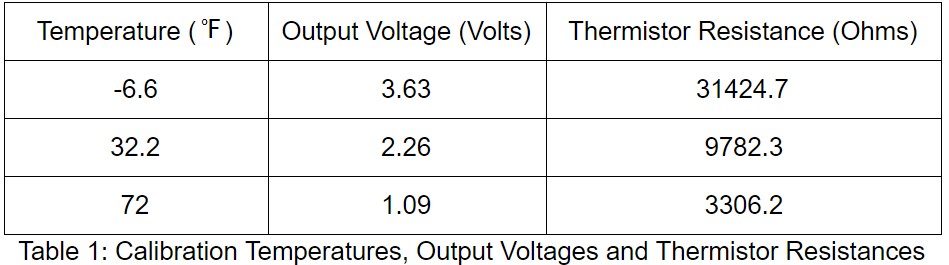 Temperature (℉) Output Voltage (Volts) Thermistor Resistance (Ohms)
-6.6 3.63 31424.7
32.2 2.26 9782.3
72 1.09 3306.2
Table 1: Calibration Temperatures, Output Voltages and Thermistor Resistances